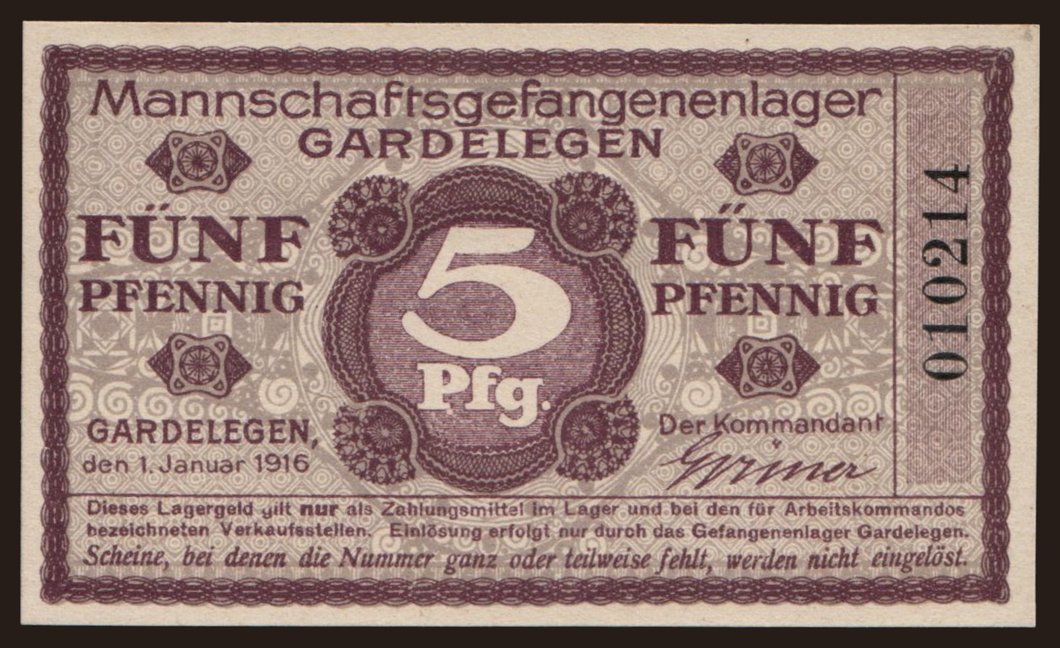 Mannschaftsgefangenenlager
GARDELEGEN
FÜNF
PFENNIG
5
Pfg.
FÜNF
PFENNIG
010214
GARDELEGEN,
den 1. Januar 1916
Der Kommandant
Dieses Lagergeld gilt nur als Zahlungsmittel im Lager und bei den für Arbeitskommandos
bezeichneten Verkaufsstellen. Einlösung erfolgt nur durch das Gefangenenlager Gardelegen.
Scheine, bei denen die Nummer ganz oder teilweise fehlt, werden nicht eingelöst.